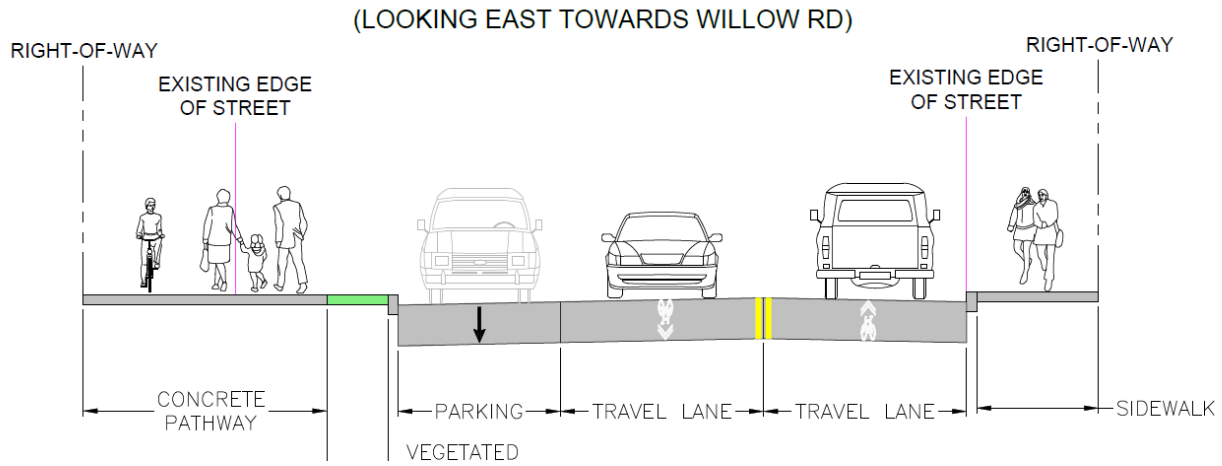 (LOOKING EAST TOWARDS WILLOW RD)
RIGHT-OF-WAY
RIGHT-OF-WAY
EXISTING EDGE
OF STREET
EXISTING EDGE
OF STREET
CONCRETE
PATHWAY
PARKING
TRAVEL LANE
TRAVEL LANE
SIDEWALK
VEGETATED